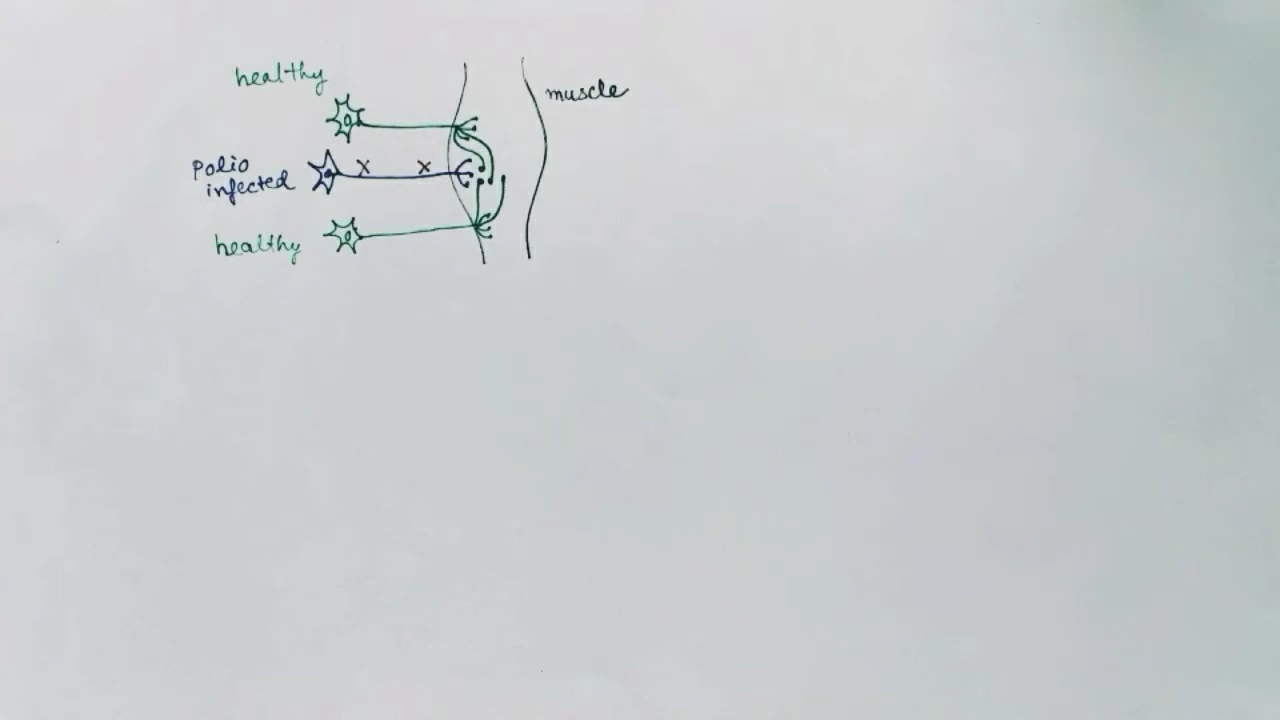 healthy
muscle
Polio
infected
x x
healthy